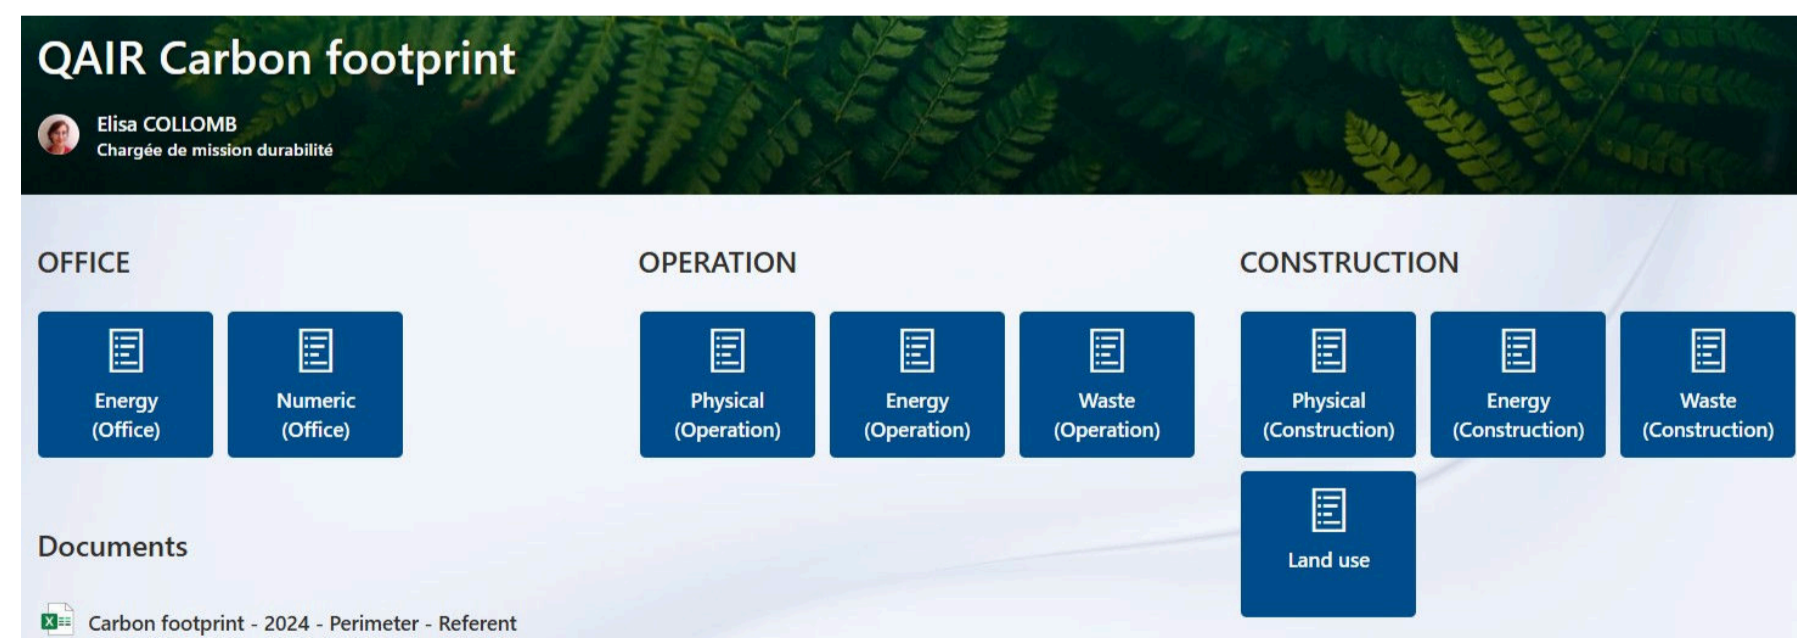 QAIR Carbon footprint
Elisa COLLOMB
Chargée de mission durabilité
OFFICE
Energy
(Office)
Numeric
(Office)
OPERATION
Physical
(Operation)
Energy
(Operation)
Waste
(Operation)
CONSTRUCTION
Physical
(Construction)
Energy
(Construction)
Waste
(Construction)
Land use
Documents
Carbon footprint - 2024 - Perimeter - Referent